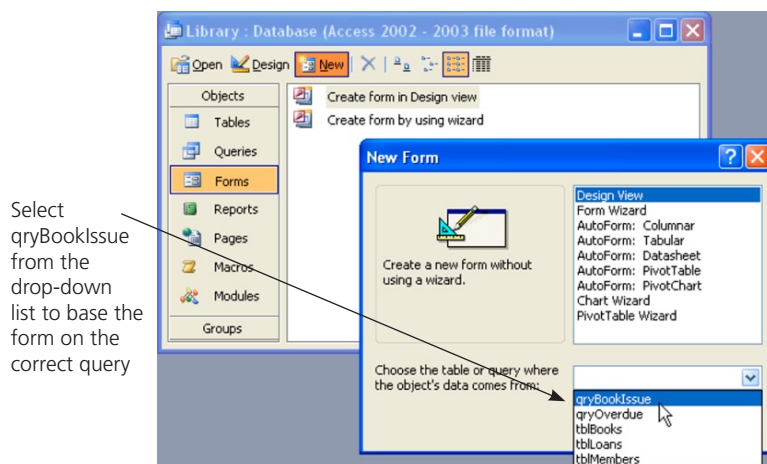 Library : Database (Access 2002 - 2003 file format)
Open Design New
Objects
Tables
Queries
Forms
Reports
Pages
Macros
Modules
Groups
Create form in Design view
Create form by using wizard
New Form
Create a new form without
using a wizard.
Design View
Form Wizard
AutoForm: Columnar
AutoForm: Tabular
AutoForm: Datasheet
AutoForm: PivotTable
AutoForm: PivotChart
Chart Wizard
PivotTable Wizard
Choose the table or query where
the object's data comes from:
qryBookIssue
qryOverdue
tblBooks
tblLoans
tblMembers
Select
qryBookIssue
from the
drop-down
list to base the
form on the
correct query